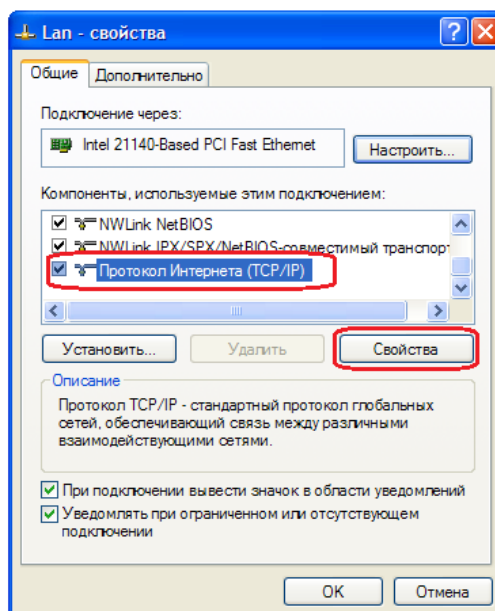 Lan - свойства
Общие
Дополнительно
Подключение через:
Intel 21140-Based PCI Fast Ethernet
Настроить...
Компоненты, используемые этим подключением:
NWLink NetBIOS
NWLink IPX/SPX/NetBIOS-совместимый транспорт
Протокол Интернета (TCP/IP)
Установить...
Удалить
Свойства
Описание
Протокол TCP/IP - стандартный протокол глобальных
сетей, обеспечивающий связь между различными
взаимодействующими сетями.
При подключении вывести значок в области уведомлений
Уведомлять при ограниченном или отсутствующем
подключении
OK
Отмена